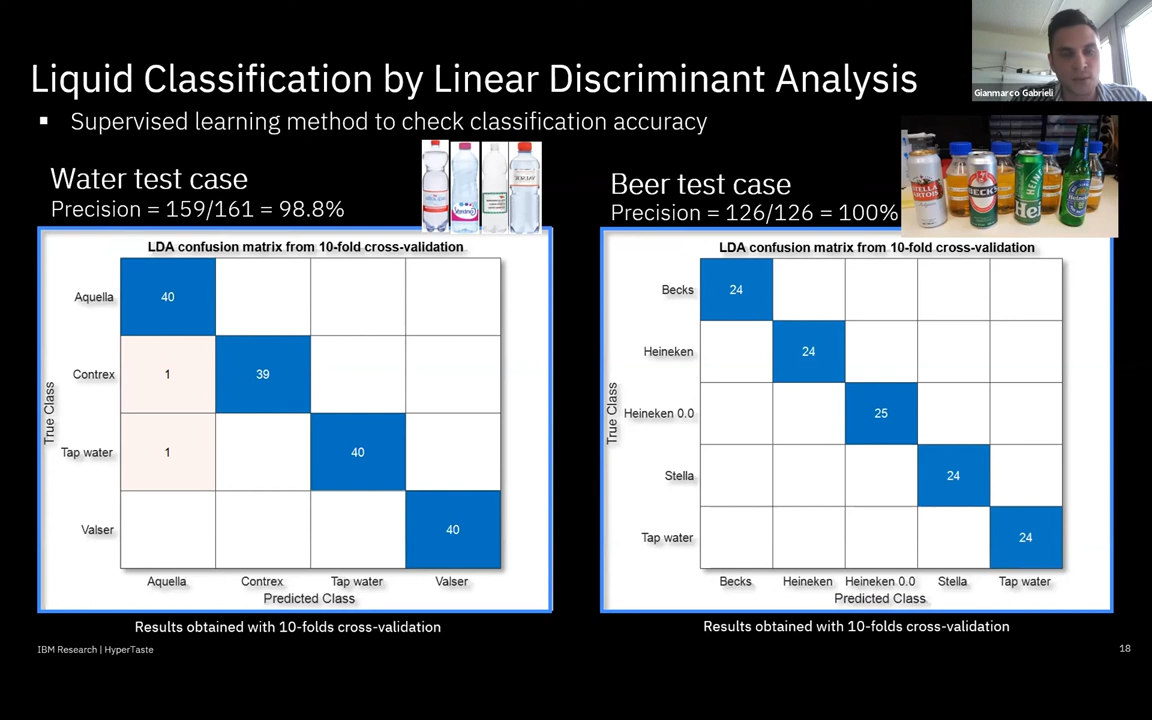 Liquid Classification by Linear Discriminant Analysis
Gianmarco Gabrieli
▪ Supervised learning method to check classification accuracy
Water test case
Precision = 159/161 = 98.8%
LDA confusion matrix from 10-fold cross-validation
True Class
Aquella 40
Contrex 1 39
Tap water 1 40
Valser 40
Aquella Contrex Tap water Valser
Predicted Class
Results obtained with 10-folds cross-validation
Beer test case
Precision = 126/126 = 100%
STELLA
ARTOIS
BECK'S
LDA confusion matrix from 10-fold cross-validation
True Class
Becks 24
Heineken 24
Heineken 0.0 25
Stella 24
Tap water 24
Becks Heineken Heineken 0.0 Stella Tap water
Predicted Class
Results obtained with 10-folds cross-validation
IBM Research | HyperTaste
18